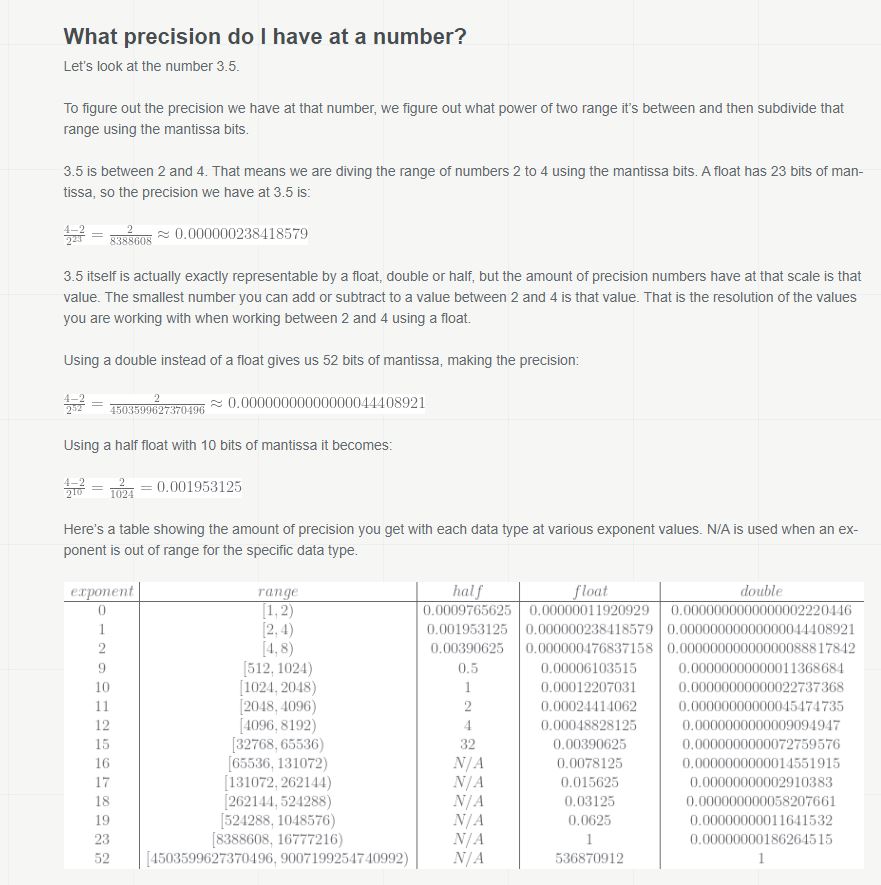 What precision do I have at a number?
Let's look at the number 3.5.
To figure out the precision we have at that number, we figure out what power of two range it's between and then subdivide that
range using the mantissa bits.
3.5 is between 2 and 4. That means we are diving the range of numbers 2 to 4 using the mantissa bits. A float has 23 bits of man-
tissa, so the precision we have at 3.5 is:
\frac{4-2}{2^{23}} = \frac{2}{8388608} ≈ 0.000000238418579
3.5 itself is actually exactly representable by a float, double or half, but the amount of precision numbers have at that scale is that
value. The smallest number you can add or subtract to a value between 2 and 4 is that value. That is the resolution of the values
you are working with when working between 2 and 4 using a float.
Using a double instead of a float gives us 52 bits of mantissa, making the precision:
\frac{4-2}{2^{52}} = \frac{2}{4503599627370496} ≈ 0.00000000000000044408921
Using a half float with 10 bits of mantissa it becomes:
\frac{4-2}{2^{10}} = \frac{2}{1024} = 0.001953125
Here's a table showing the amount of precision you get with each data type at various exponent values. N/A is used when an ex-
ponent is out of range for the specific data type.
exponent range half float double
0 [1, 2) 0.0009765625 0.00000011920929 0.0000000000000002220446
1 [2, 4) 0.001953125 0.000000238418579 0.00000000000000044408921
2 [4, 8) 0.00390625 0.000000476837158 0.00000000000000088817842
9 [512, 1024) 0.5 0.00006103515 0.00000000000011368684
10 [1024, 2048) 1 0.00012207031 0.00000000000022737368
11 [2048, 4096) 2 0.00024414062 0.00000000000045474735
12 [4096, 8192) 4 0.00048828125 0.0000000000009094947
15 [32768, 65536) 32 0.00390625 0.0000000000072759576
16 [65536, 131072) N/A 0.0078125 0.0000000000014551915
17 [131072, 262144) N/A 0.015625 0.00000000002910383
18 [262144, 524288) N/A 0.03125 0.000000000058207661
19 [524288, 1048576) N/A 0.0625 0.00000000011641532
23 [8388608, 16777216) N/A 1 0.00000000186264515
52 [4503599627370496, 9007199254740992) N/A 536870912 1